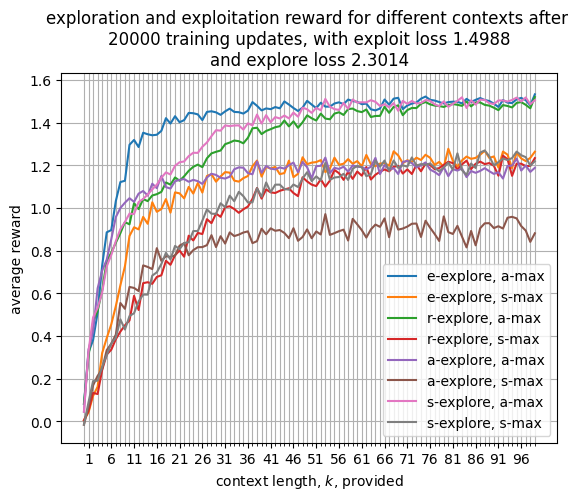 exploration and exploitation reward for different contexts after
20000 training updates, with exploit loss 1.4988
and explore loss 2.3014
average reward
1.6
1.4
1.2
1.0
0.8
0.6
0.4
0.2
0.0
e-explore, a-max
e-explore, s-max
r-explore, a-max
r-explore, s-max
a-explore, a-max
a-explore, s-max
s-explore, a-max
s-explore, s-max
1 6 11 16 21 26 31 36 41 46 51 56 61 66 71 76 81 86 91 96
context length, k, provided